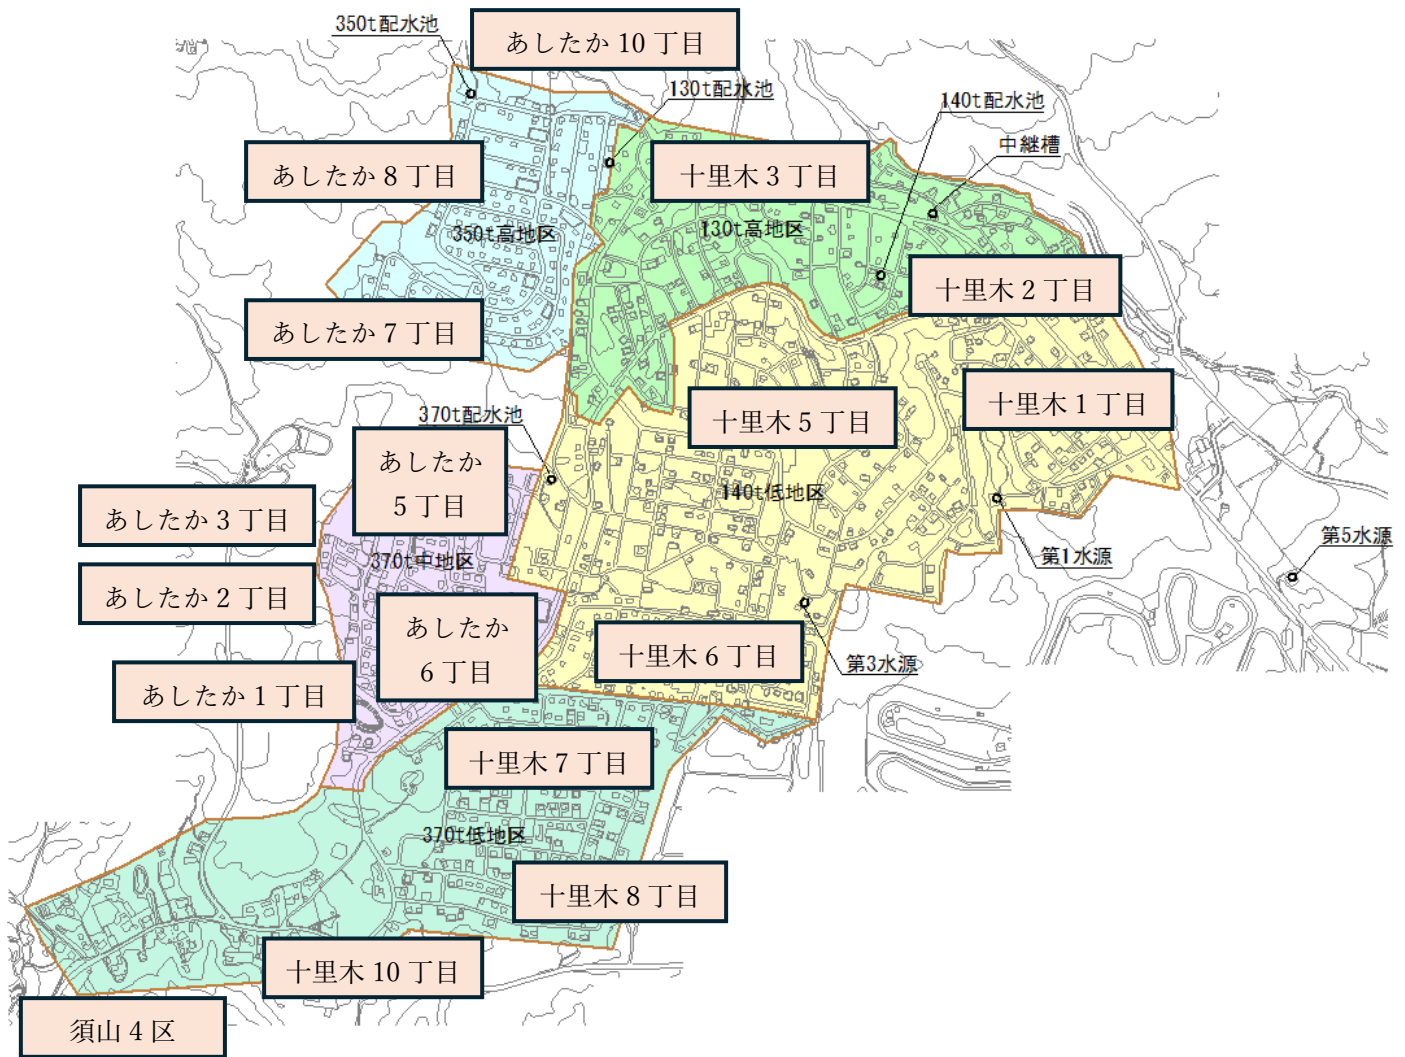 350t配水池
あしたか 10 丁目
130t配水池
140t配水池
中継槽
あしたか 8 丁目
十里木 3 丁目
350t高地区
130t高地区
十里木 2 丁目
あしたか 7 丁目
十里木 1 丁目
370t配水池
十里木 5 丁目
あしたか
5 丁目
140t低地区
あしたか 3 丁目
370t中地区
第1水源
第5水源
あしたか 2 丁目
あしたか
6 丁目
十里木 6 丁目
第3水源
あしたか 1 丁目
十里木 7 丁目
370t低地区
十里木 8 丁目
十里木 10 丁目
須山 4 区